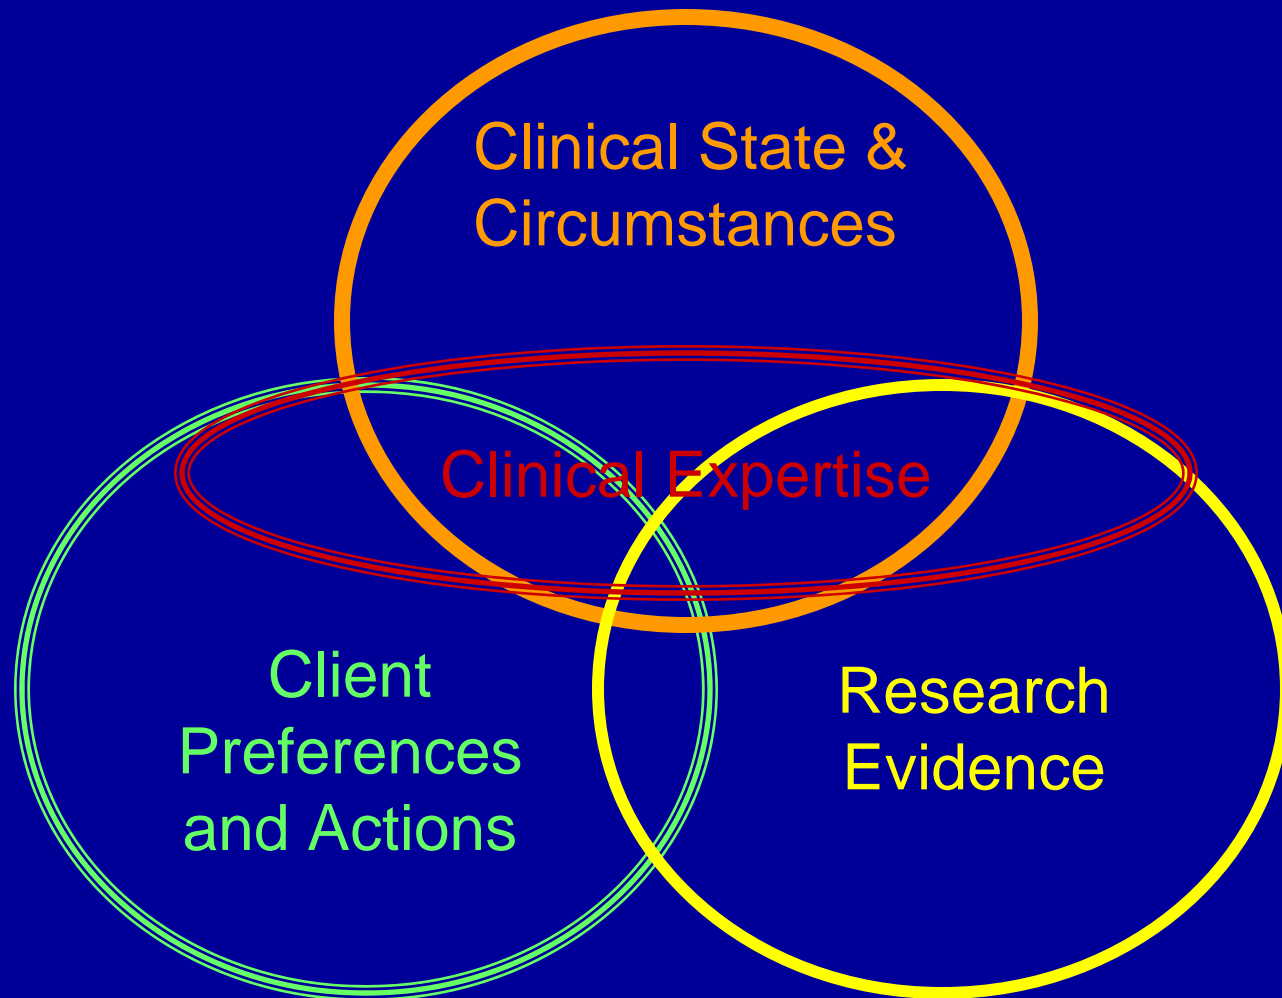 Clinical State &
Circumstances
Clinical Expertise
Client
Preferences
and Actions
Research
Evidence